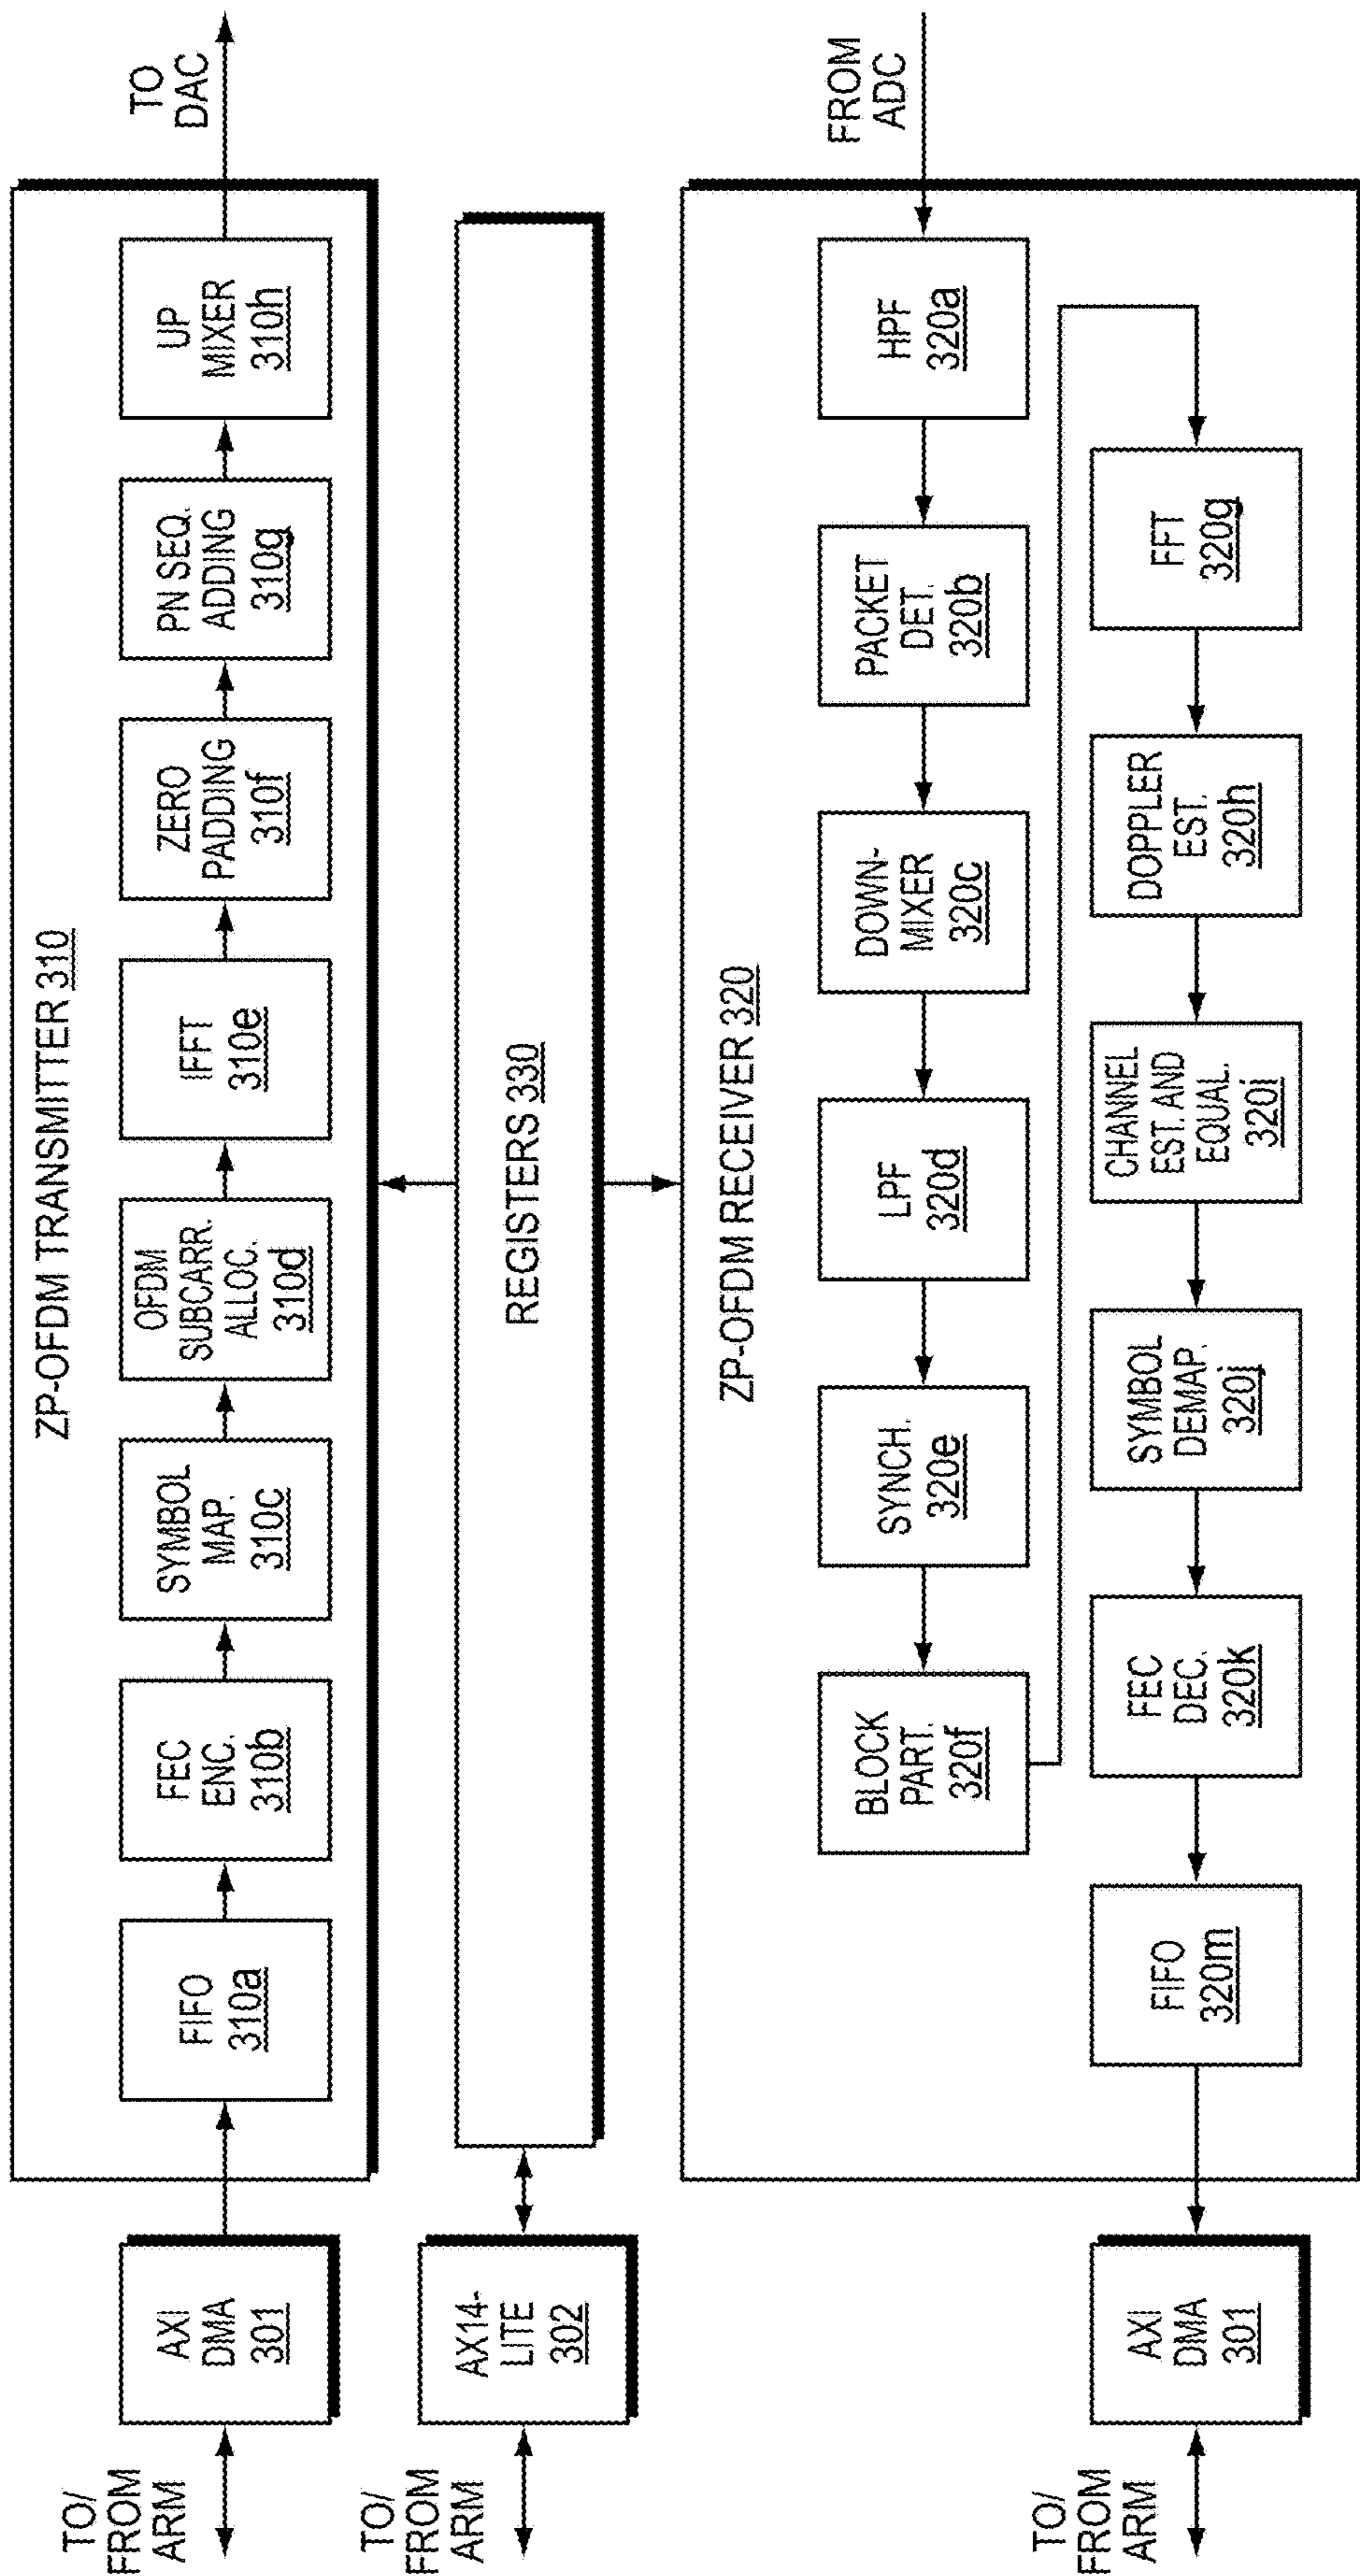 TO/
FROM
ARM
AXI
DMA
301
ZP-OFDM TRANSMITTER 310
FIFO
310a
FEC
ENC.
310b
SYMBOL
MAP.
310c
OFDM
SUBCARR.
ALLOC.
310d
IFFT
310e
ZERO
PADDING
310f
PN SEQ.
ADDING
310g
UP
MIXER
310h
TO
DAC
TO/
FROM
ARM
AX14-
LITE
302
REGISTERS 330
ZP-OFDM RECEIVER 320
FROM
ADC
HPF
320a
PACKET
DET.
320b
DOWN-
MIXER
320c
LPF
320d
SYNCH.
320e
BLOCK
PART.
320f
FFT
320g
DOPPLER
EST.
320h
CHANNEL
EST. AND
EQUAL.
320i
SYMBOL
DEMAP.
320j
FEC
DEC.
320k
FIFO
320m
AXI
DMA
301
TO/
FROM
ARM